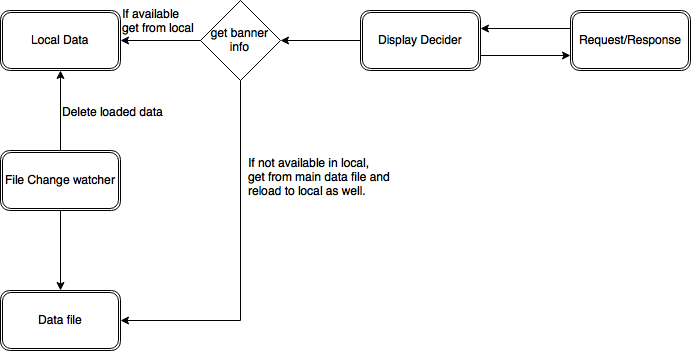 If available
get from local
Local Data
get banner
info
Display Decider
Request/Response
Delete loaded data
If not available in local,
get from main data file and
reload to local as well.
File Change watcher
Data file